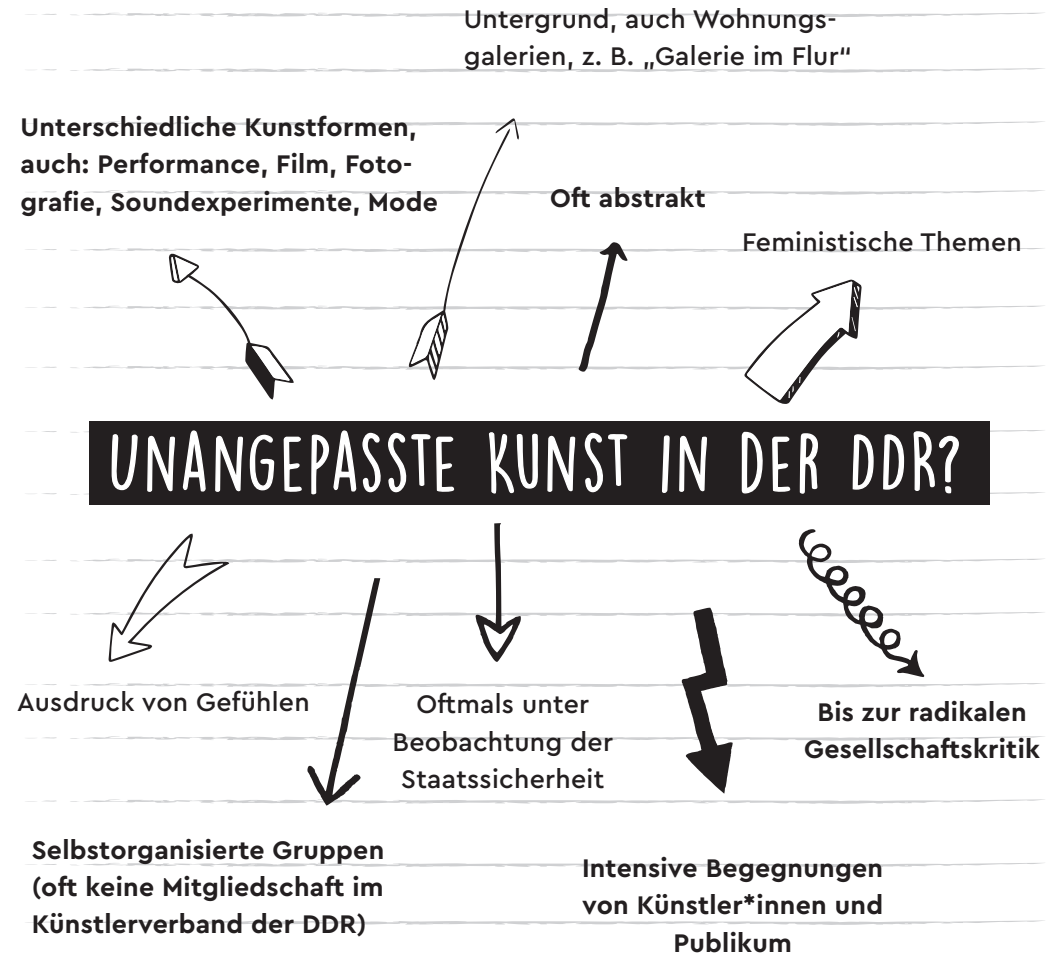 Untergrund, auch Wohnungs-
galerien, z. B. „Galerie im Flur“
Unterschiedliche Kunstformen,
auch: Performance, Film, Foto-
grafie, Soundexperimente, Mode
Oft abstrakt
Feministische Themen
UNANGEPASSTE KUNST IN DER DDR?
Ausdruck von Gefühlen
Oftmals unter
Beobachtung der
Staatssicherheit
Bis zur radikalen
Gesellschaftskritik
Selbstorganisierte Gruppen
(oft keine Mitgliedschaft im
Künstlerverband der DDR)
Intensive Begegnungen
von Künstler*innen und
Publikum